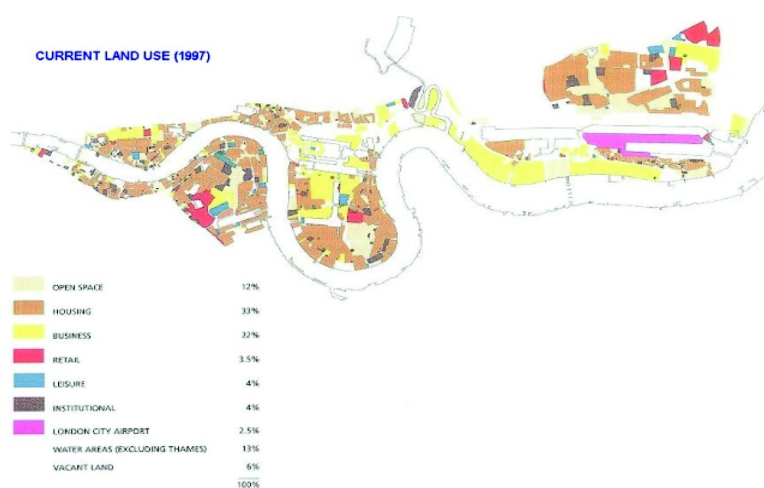 CURRENT LAND USE (1997)
OPEN SPACE 12%
HOUSING 33%
BUSINESS 22%
RETAIL 3.5%
LEISURE 4%
INSTITUTIONAL 4%
LONDON CITY AIRPORT 2.5%
WATER AREAS (EXCLUDING THAMES) 13%
VACANT LAND 6%
100%